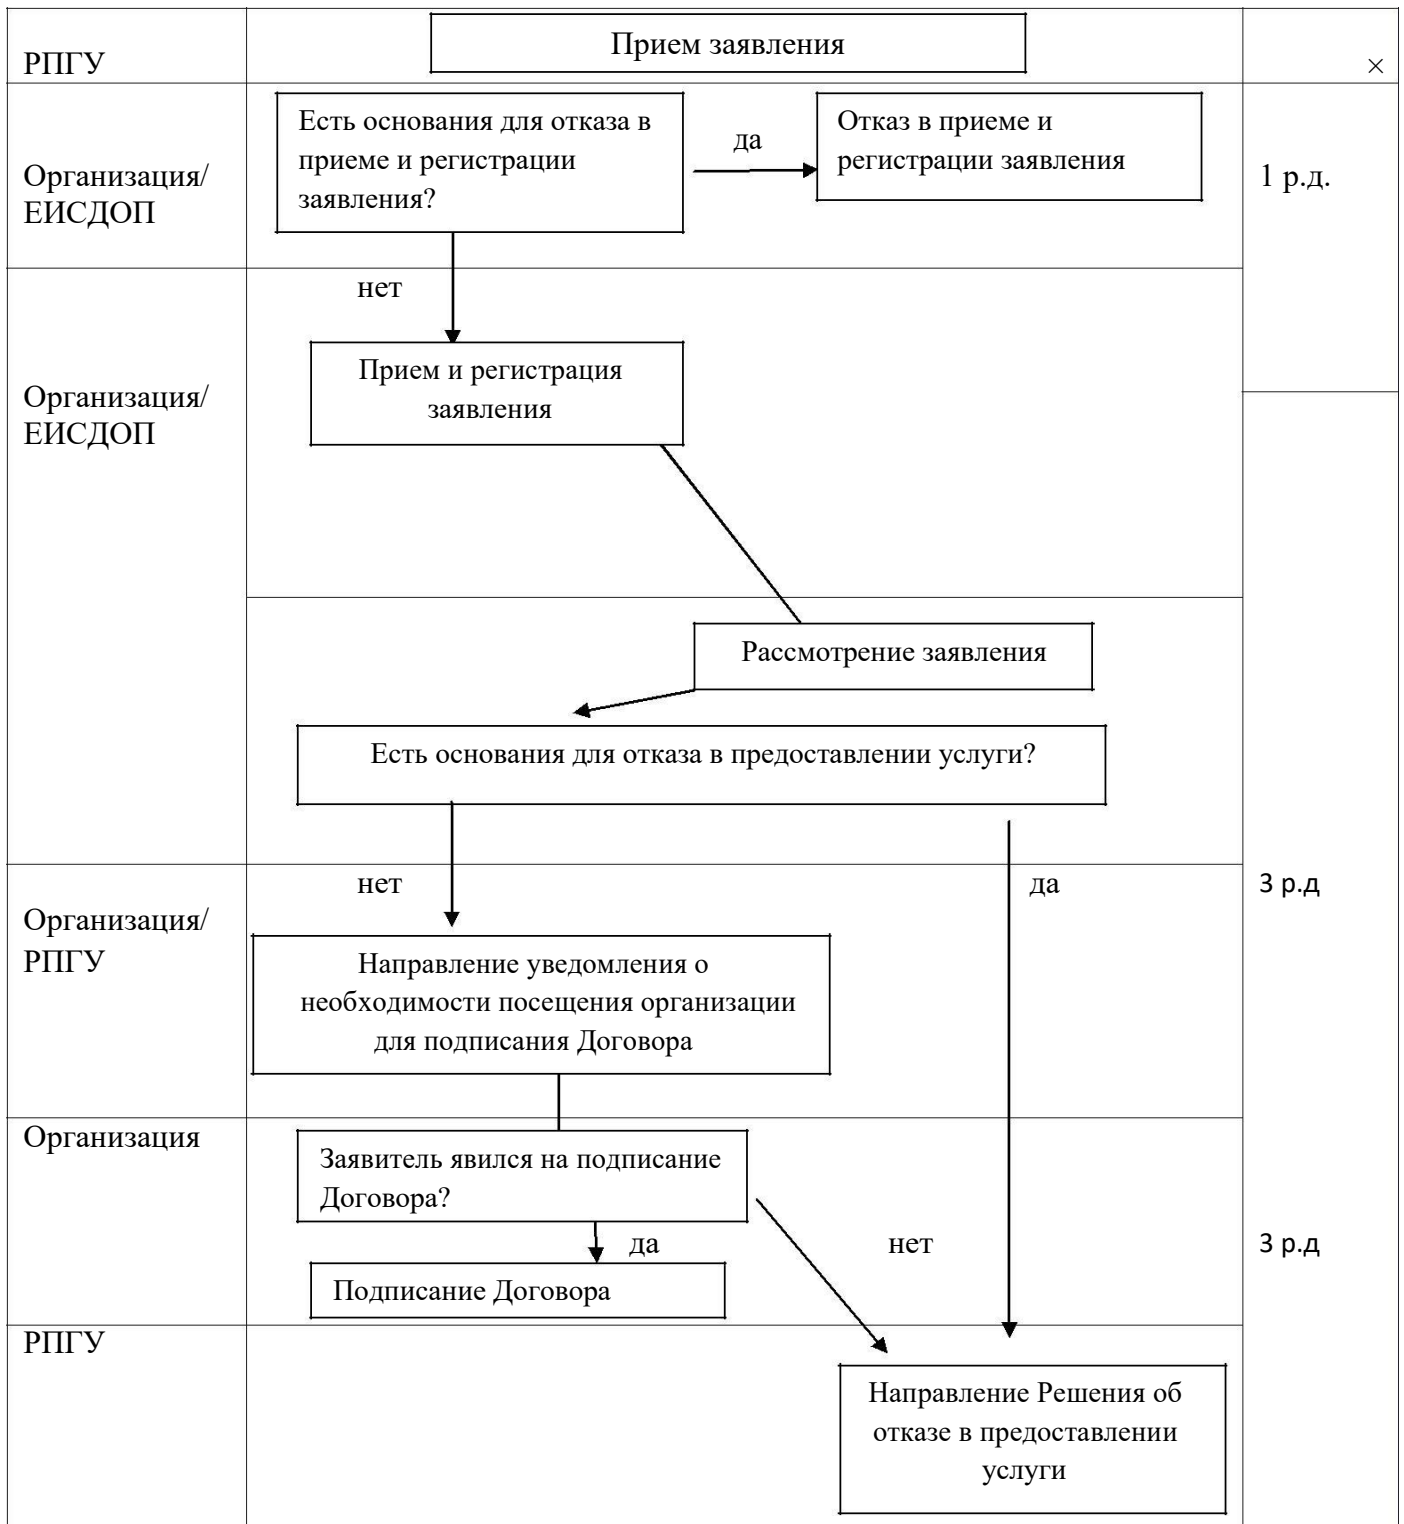 Прием заявления
РПГУ
×
Есть основания для отказа в
приеме и регистрации
заявления?
да
Отказ в приеме и
регистрации заявления
Организация/
ЕИСДОП
1 р.д.
нет
Прием и регистрация
заявления
Организация/
ЕИСДОП
Рассмотрение заявления
Есть основания для отказа в предоставлении услуги?
нет
да
3 р.д
Организация/
РПГУ
Направление уведомления о
необходимости посещения организации
для подписания Договора
Организация
Заявитель явился на подписание
Договора?
да
нет
3 р.д
Подписание Договора
РПГУ
Направление Решения об
отказе в предоставлении
услуги